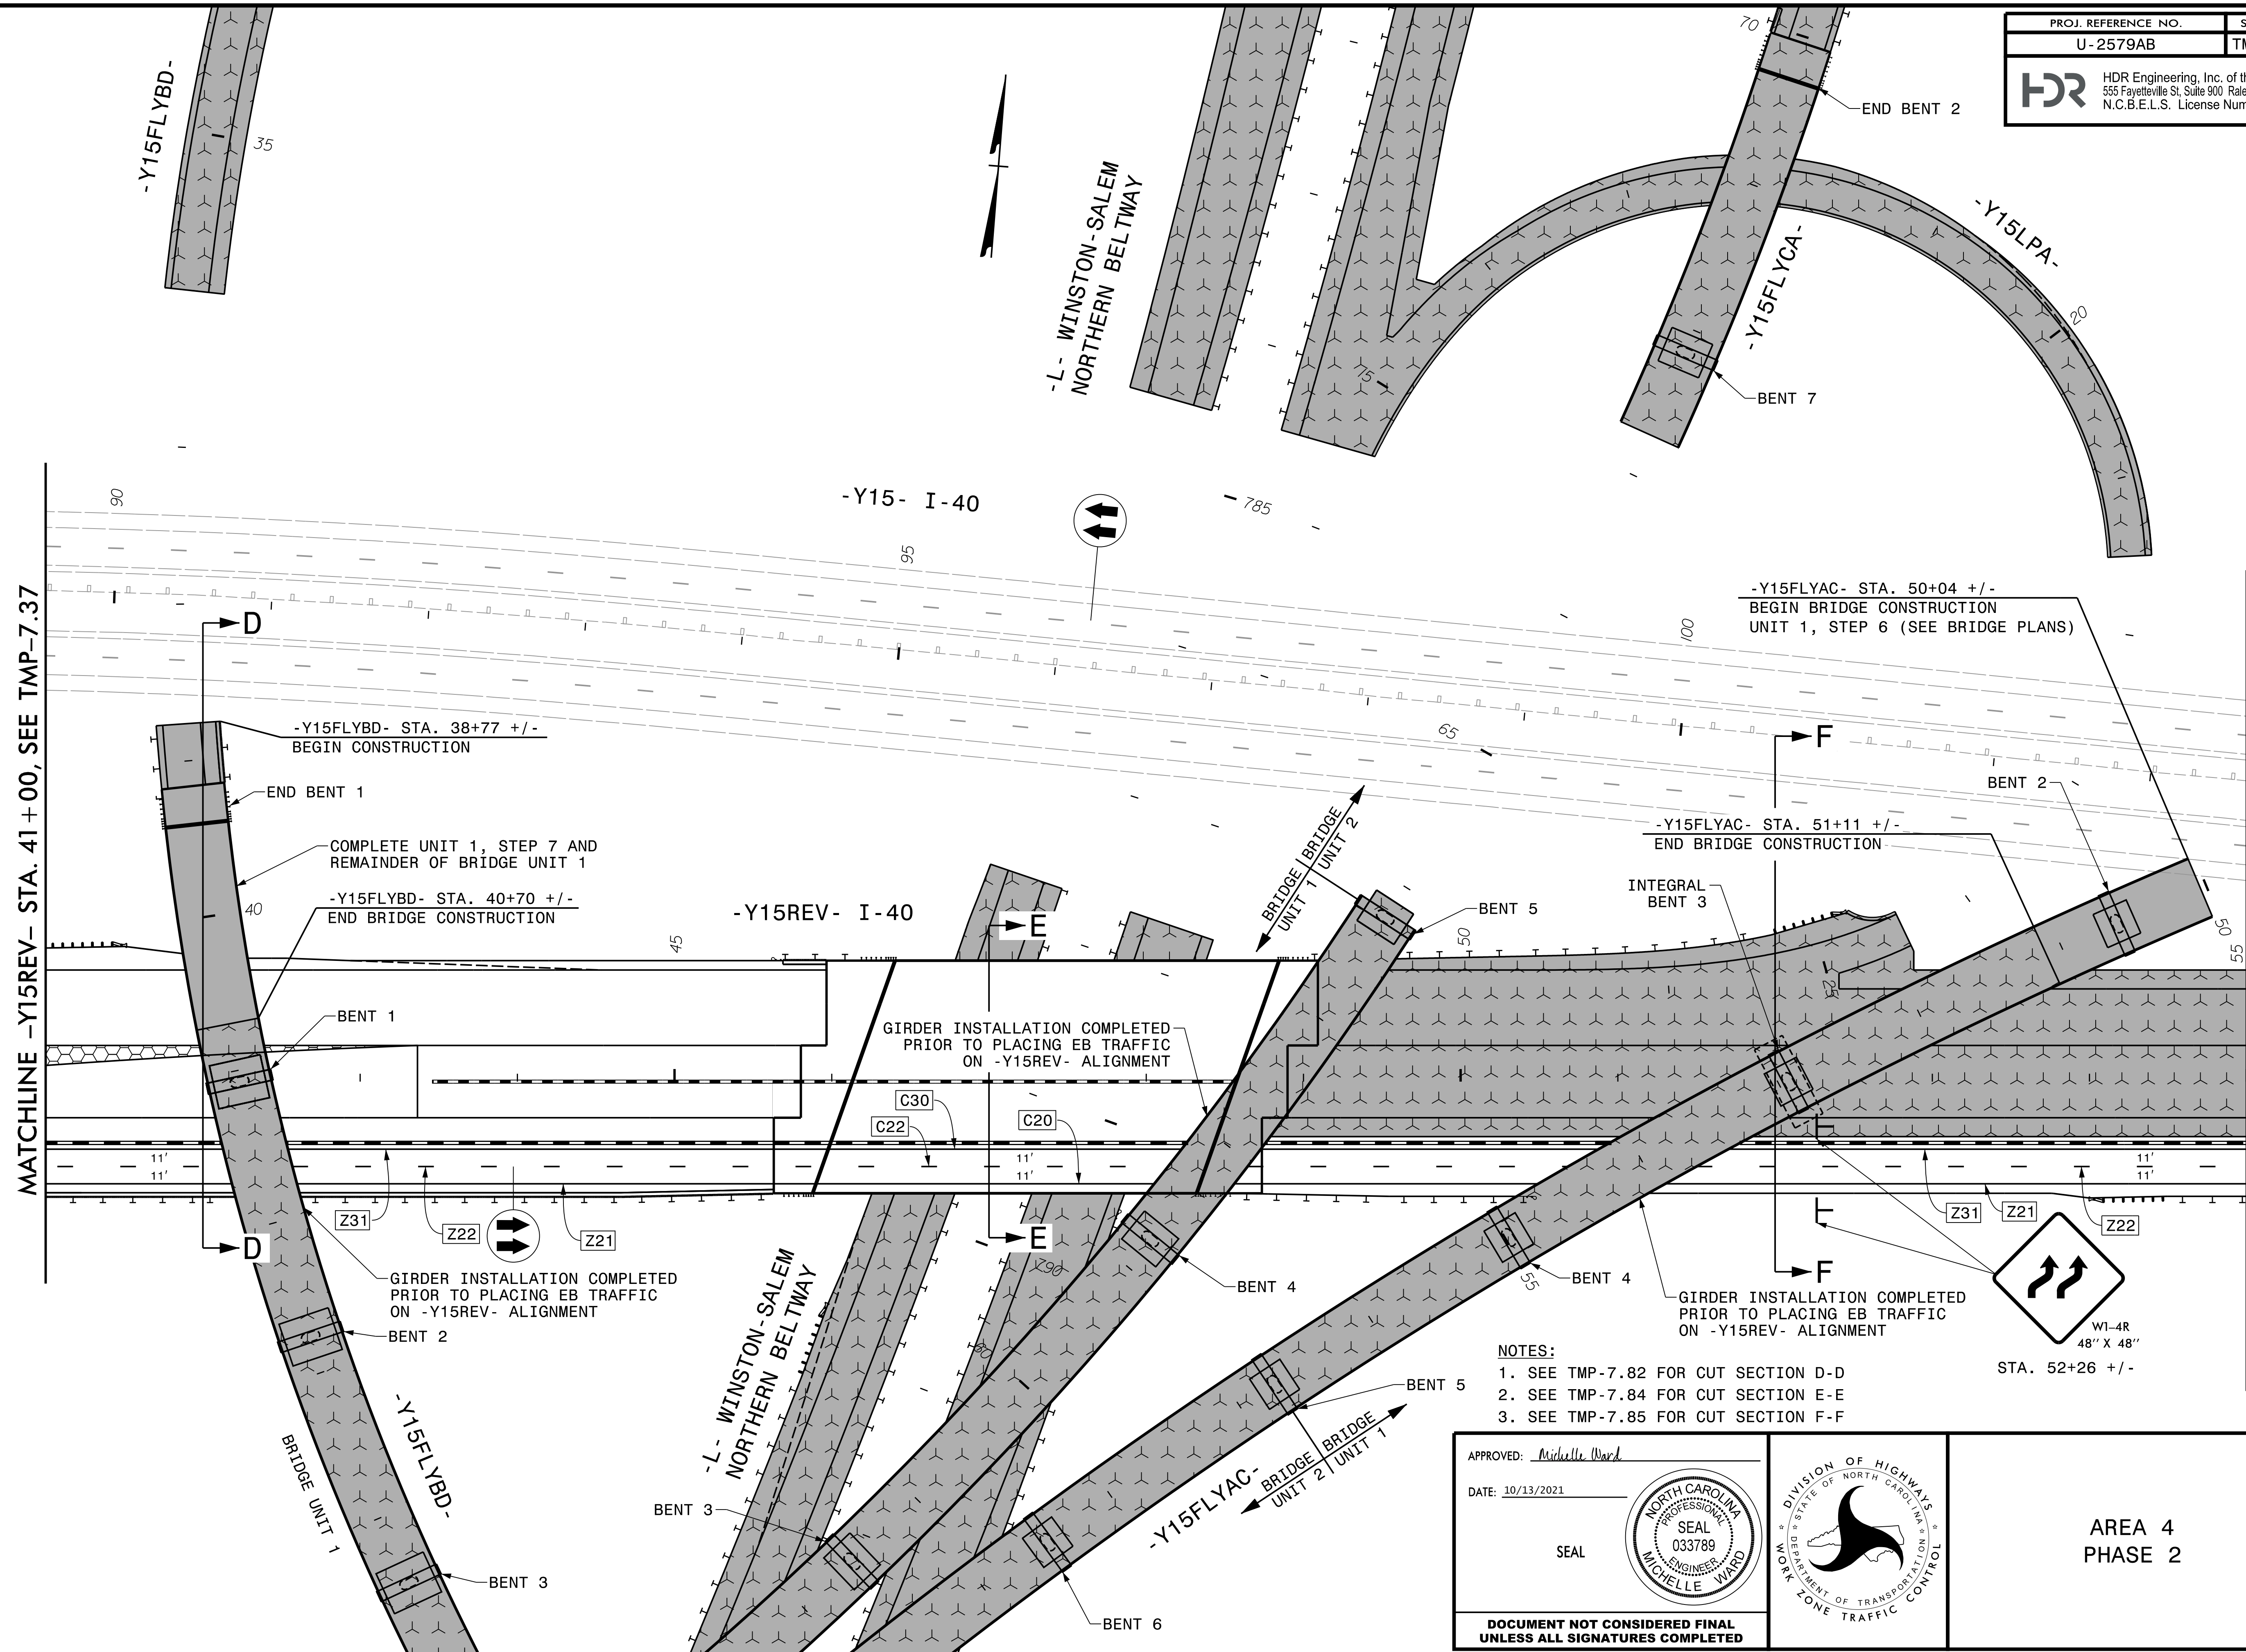 PROJ. REFERENCE NO.
U-2579AB
HDR
HDR Engineering, Inc. of
555 Fayetteville St, Suite 900
N.C.B.E.L.S. License
-Y15FLYBD-
35
-L- WINSTON-SALEM
NORTHERN BELTWAY
70
END BENT 2
-Y15LPA-
20
-Y15FLYCA-
75
BENT 7
MATCHLINE -Y15REV- STA. 41+00, SEE TMP-7.37
90
-Y15- I-40
785
95
100
65
D
-Y15FLYBD- STA. 38+77 +/-
BEGIN CONSTRUCTION
END BENT 1
COMPLETE UNIT 1, STEP 7 AND
REMAINDER OF BRIDGE UNIT 1
-Y15FLYBD- STA. 40+70 +/-
END BRIDGE CONSTRUCTION
40
BENT 1
-Y15FLYAC- STA. 50+04 +/-
BEGIN BRIDGE CONSTRUCTION
UNIT 1, STEP 6 (SEE BRIDGE PLANS)
F
BENT 2
-Y15FLYAC- STA. 51+11 +/-
END BRIDGE CONSTRUCTION
INTEGRAL
BENT 3
-Y15REV- I-40
45
E
BRIDGE | BRIDGE
UNIT 1 UNIT 2
BENT 5
50
25
50
55
GIRDER INSTALLATION COMPLETED
PRIOR TO PLACING EB TRAFFIC
ON -Y15REV- ALIGNMENT
C30
C22
C20
11'
11'
11'
11'
11'
11'
Z31
Z22
Z21
D
GIRDER INSTALLATION COMPLETED
PRIOR TO PLACING EB TRAFFIC
ON -Y15REV- ALIGNMENT
BENT 2
E
790
60
BENT 4
BENT 4
55
F
GIRDER INSTALLATION COMPLETED
PRIOR TO PLACING EB TRAFFIC
ON -Y15REV- ALIGNMENT
Z31
Z21
Z22
W1-4R
48'' X 48''
STA. 52+26 +/-
-L- WINSTON-SALEM
NORTHERN BELTWAY
BENT 5
-Y15FLYBD-
BRIDGE UNIT 1
BENT 3
BENT 3
-Y15FLYAC-
BRIDGE | BRIDGE
UNIT 2 | UNIT 1
BENT 6
NOTES:
1. SEE TMP-7.82 FOR CUT SECTION D-D
2. SEE TMP-7.84 FOR CUT SECTION E-E
3. SEE TMP-7.85 FOR CUT SECTION F-F
APPROVED: Michelle Ward
DATE: 10/13/2021
SEAL
NORTH CAROLINA
PROFESSIONAL
SEAL
033789
ENGINEER
MICHELLE WARD
DOCUMENT NOT CONSIDERED FINAL
UNLESS ALL SIGNATURES COMPLETED
DIVISION OF HIGHWAYS
STATE OF NORTH CAROLINA
DEPARTMENT OF TRANSPORTATION
WORK ZONE TRAFFIC CONTROL
AREA 4
PHASE 2